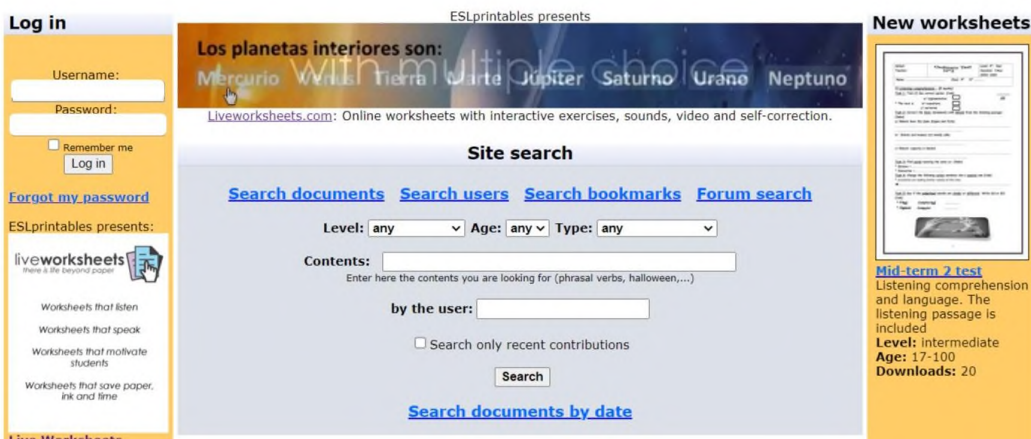 Log in
Username:
Password:
Remember me
Log in
Forgot my password
ESLprintables presents:
liveworksheets
there is life beyond paper
Worksheets that listen
Worksheets that speak
Worksheets that motivate
students
Worksheets that save paper,
ink and time
Live Worksheets
ESLprintables presents
Los planetas interiores son:
with multiple choice
Mercurio Venus Tierra Marte Júpiter Saturno Urano Neptuno
Liveworksheets.com: Online worksheets with interactive exercises, sounds, video and self-correction.
Site search
Search documents Search users Search bookmarks Forum search
Level: any Age: any Type: any
Contents:
Enter here the contents you are looking for (phrasal verbs, halloween,...)
by the user:
Search only recent contributions
Search
Search documents by date
New worksheets
Mid-term 2 test
Listening comprehension
and language. The
listening passage is
included
Level: intermediate
Age: 17-100
Downloads: 20